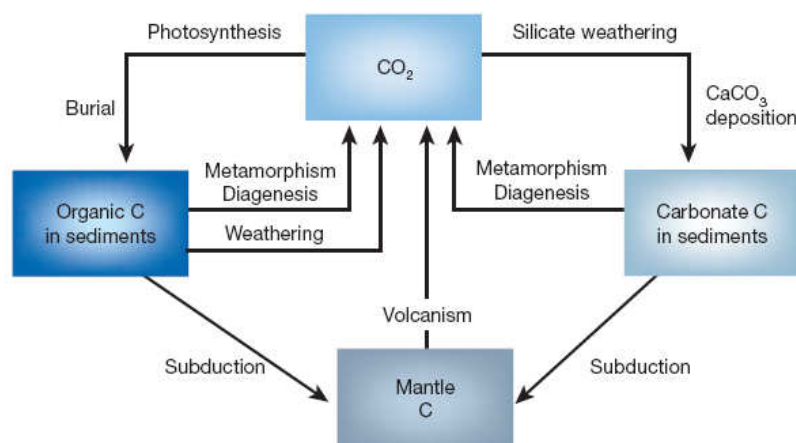 Photosynthesis
Silicate weathering
CO₂
Burial
CaCO₃
deposition
Metamorphism
Diagenesis
Metamorphism
Diagenesis
Organic C
in sediments
Weathering
Carbonate C
in sediments
Volcanism
Subduction
Subduction
Mantle
C